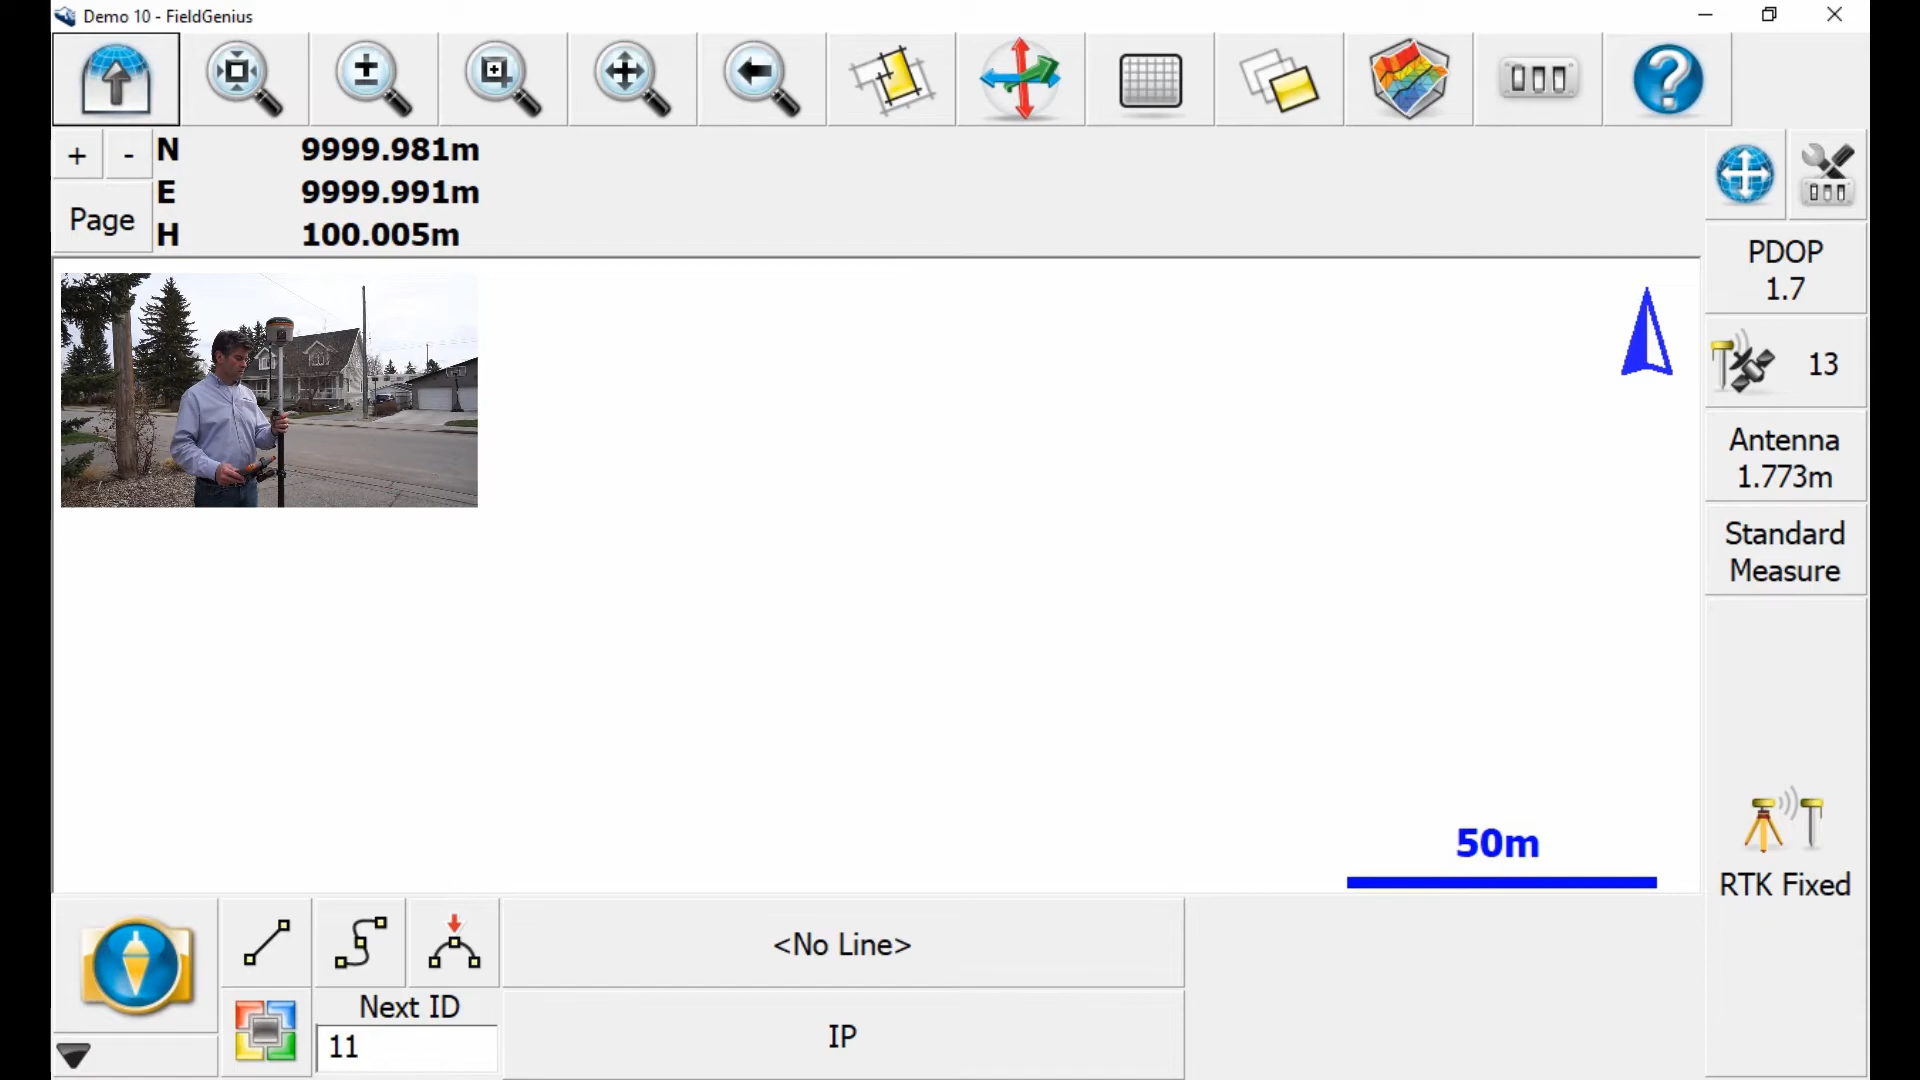 Demo 10 - FieldGenius
+ - N 9999.981m
E 9999.991m
Page
H 100.005m
PDOP
1.7
13
Antenna
1.773m
Standard
Measure
50m
RTK Fixed
<No Line>
Next ID
11
IP